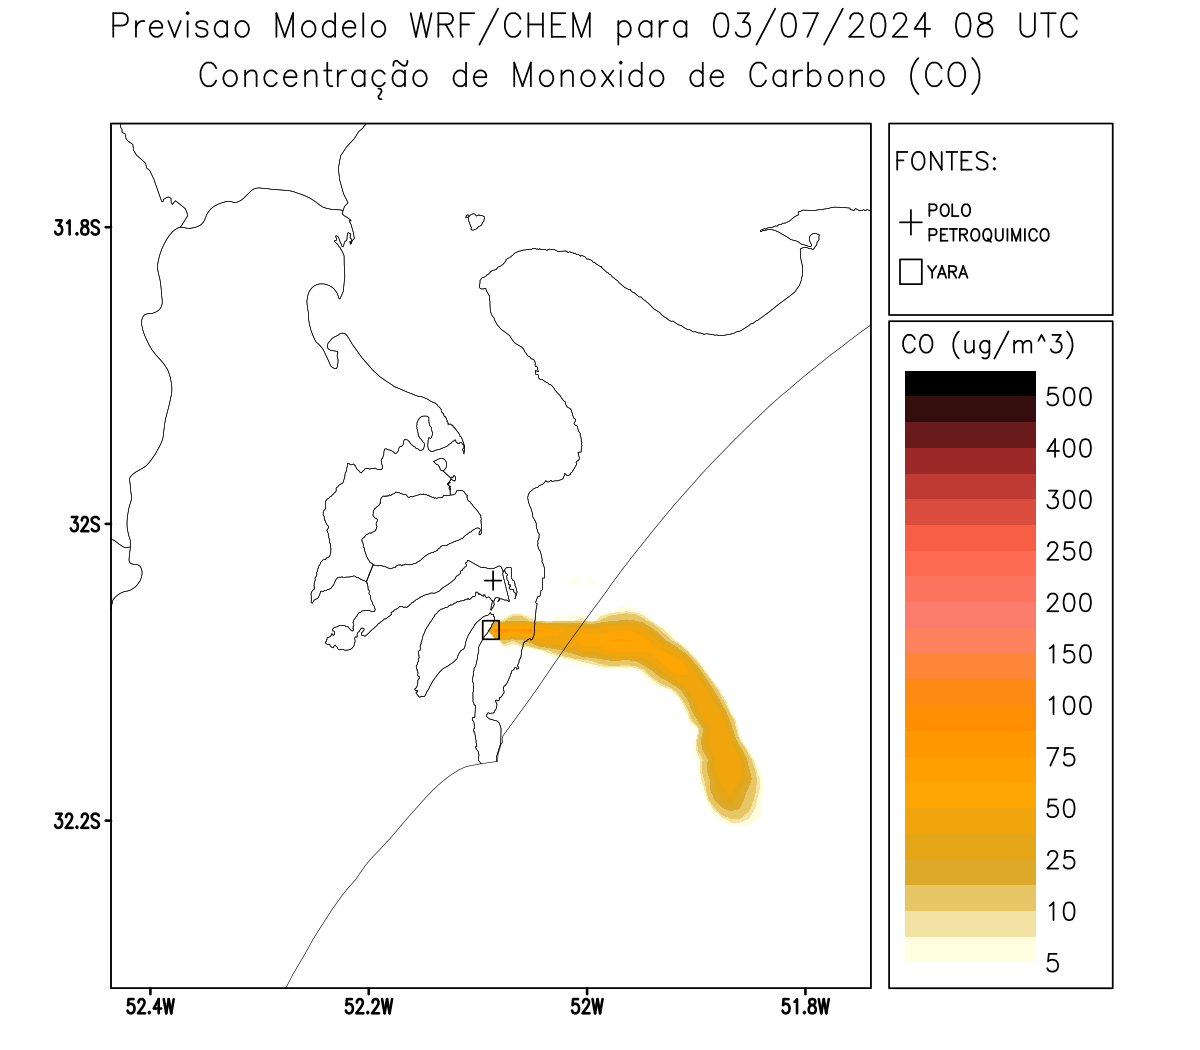 Previsao Modelo WRF/CHEM para 03/07/2024 08 UTC
Concentração de Monoxido de Carbono (CO)
FONTES:
POLO
PETROQUIMICO
YARA
CO (ug/m^3)
500
400
300
250
200
150
100
75
50
25
10
5
31.8S
32S
32.2S
52.4W
52.2W
52W
51.8W